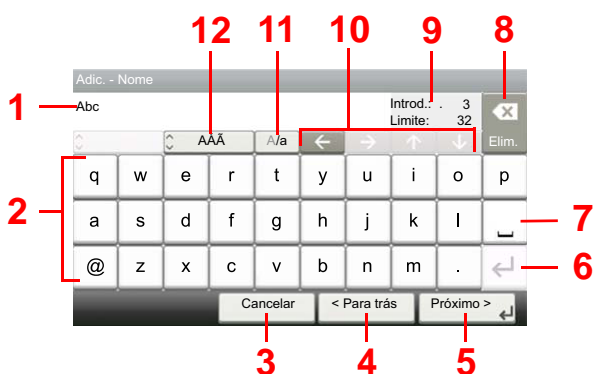 12 11 10 9 8
Adic. - Nome
1 Abc Introd.: . 3
Limite: 32
AÀÃ A/a ← → ↑ ↓ Elim.
q w e r t y u i o p
2 a s d f g h j k l 7
@ z x c v b n m . 6
Cancelar < Para trás Próximo >
3 4 5